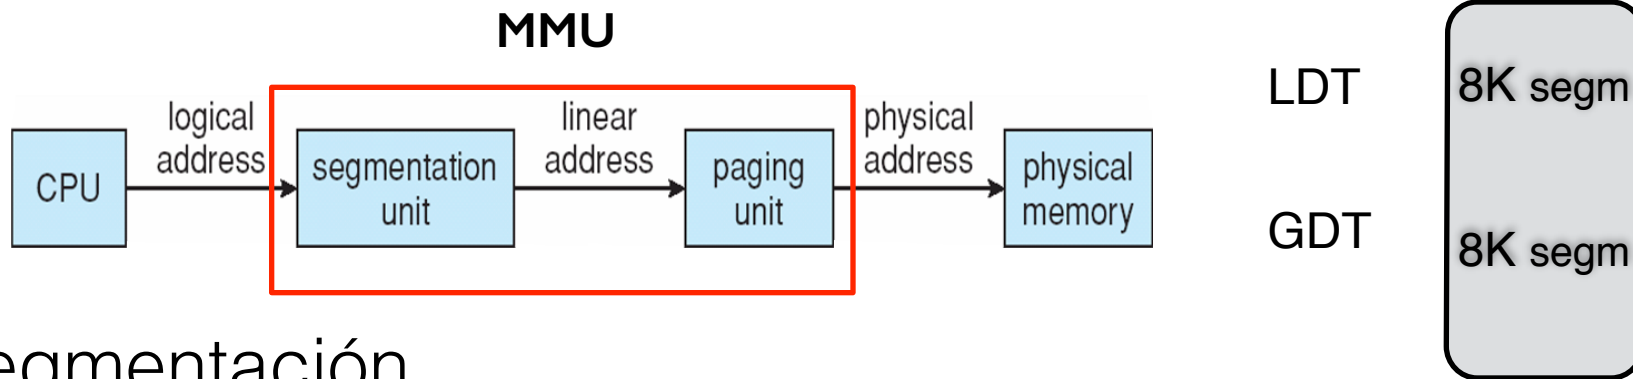 MMU
logical
address
CPU
segmentation
unit
linear
address
paging
unit
physical
address
physical
memory
LDT
8K segm
GDT
8K segm
egmentación